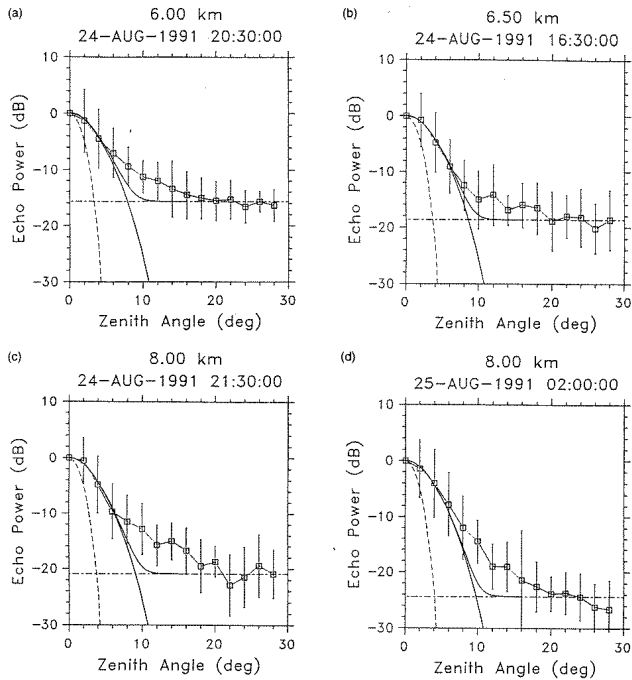 (a)
6.00 km
24-AUG-1991 20:30:00
10
0
-10
-20
-30
Echo Power (dB)
0 10 20 30
Zenith Angle (deg)
(b)
6.50 km
24-AUG-1991 16:30:00
10
0
-10
-20
-30
Echo Power (dB)
0 10 20 30
Zenith Angle (deg)
(c)
8.00 km
24-AUG-1991 21:30:00
10
0
-10
-20
-30
Echo Power (dB)
0 10 20 30
Zenith Angle (deg)
(d)
8.00 km
25-AUG-1991 02:00:00
10
0
-10
-20
-30
Echo Power (dB)
0 10 20 30
Zenith Angle (deg)